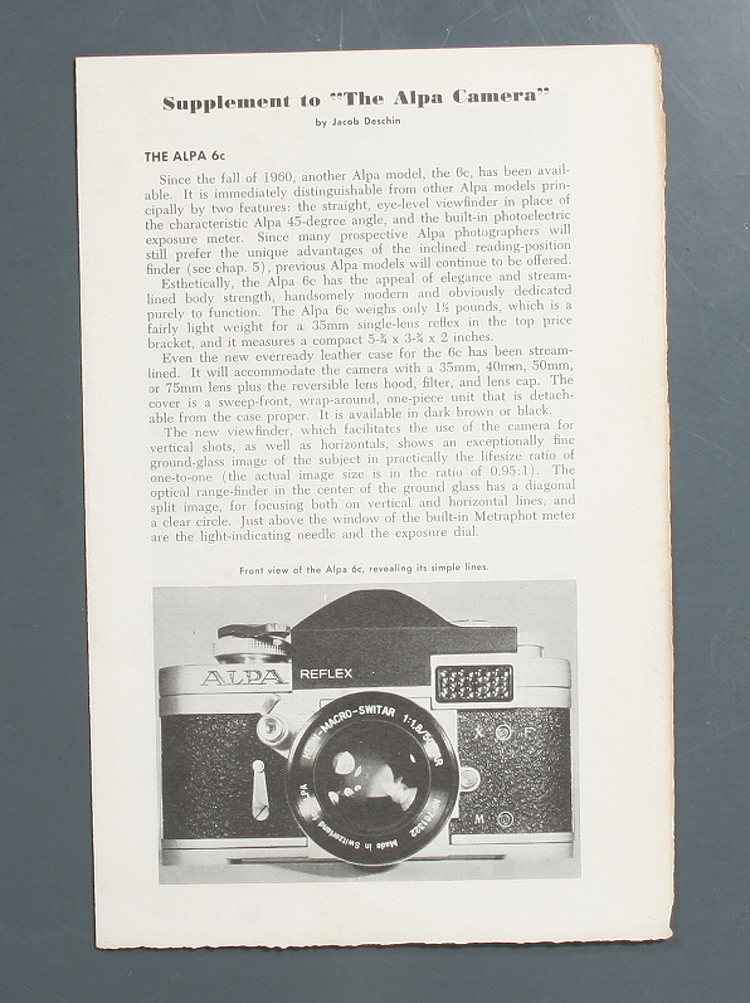 Supplement to "The Alpa Camera"
by Jacob Deschin
THE ALPA 6c
Since the fall of 1960, another Alpa model, the 6c, has been avail-
able. It is immediately distinguishable from other Alpa models prin-
cipally by two features: the straight, eye-level viewfinder in place of
the characteristic Alpa 45-degree angle, and the built-in photoelectric
exposure meter. Since many prospective Alpa photographers will
still prefer the unique advantages of the inclined reading-position
finder (see chap. 5), previous Alpa models will continue to be offered.
Esthetically, the Alpa 6c has the appeal of elegance and stream-
lined body strength, handsomely modern and obviously dedicated
purely to function. The Alpa 6c weighs only 1½ pounds, which is a
fairly light weight for a 35mm single-lens reflex in the top price
bracket, and it measures a compact 5-¾ x 3-¾ x 2 inches.
Even the new everready leather case for the 6c has been stream-
lined. It will accommodate the camera with a 35mm, 40mm, 50mm,
or 75mm lens plus the reversible lens hood, filter, and lens cap. The
cover is a sweep-front, wrap-around, one-piece unit that is detach-
able from the case proper. It is available in dark brown or black.
The new viewfinder, which facilitates the use of the camera for
vertical shots, as well as horizontals, shows an exceptionally fine
ground-glass image of the subject in practically the lifesize ratio of
one-to-one (the actual image size is in the ratio of 0.95:1). The
optical range-finder in the center of the ground glass has a diagonal
split image, for focusing both on vertical and horizontal lines, and
a clear circle. Just above the window of the built-in Metraphot meter
are the light-indicating needle and the exposure dial.
Front view of the Alpa 6c, revealing its simple lines.
ALPA REFLEX
-MACRO-SWITAR 1:1,8/50 AR
X F
M
Made in Switzerland ALPA